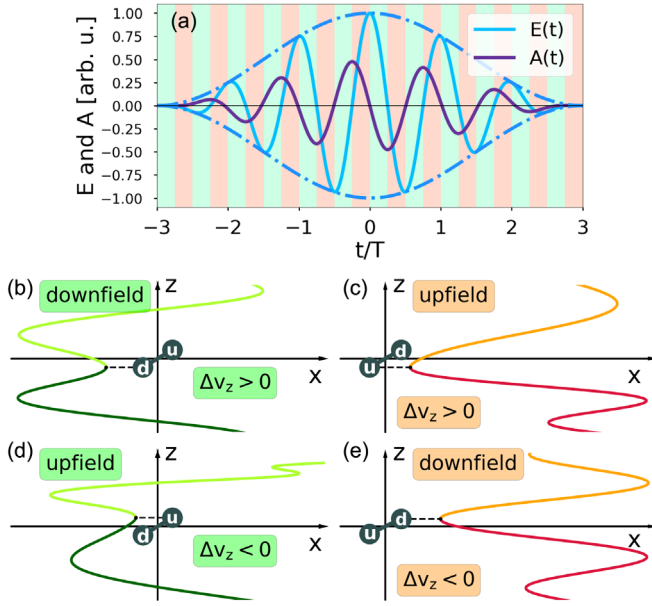 (a)
E(t)
A(t)
E and A [arb. u.]
1.00
0.75
0.50
0.25
0.00
−0.25
−0.50
−0.75
−1.00
−3 −2 −1 0 1 2 3
t/T
(b) downfield z
u
d
x
Δv_z > 0
(c) z upfield
d
u
x
Δv_z > 0
(d) upfield z
u
d
x
Δv_z < 0
(e) z downfield
d
u
x
Δv_z < 0